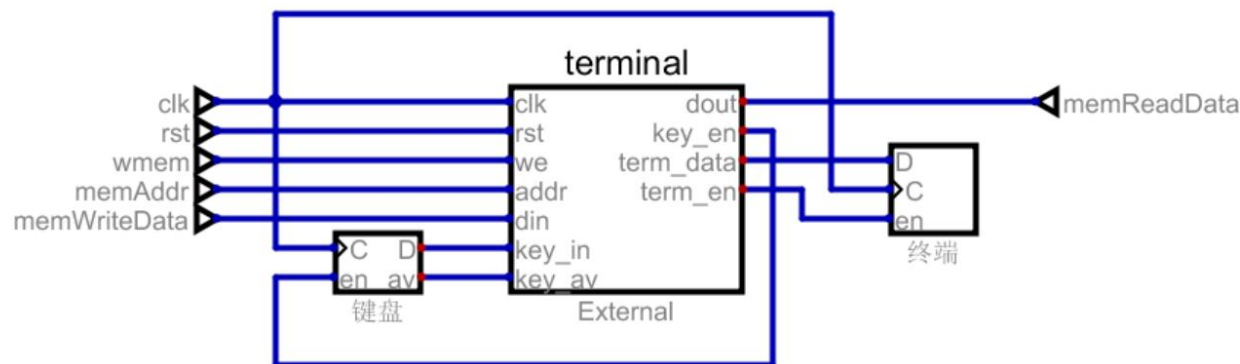 terminal
clk clk dout memReadData
rst rst key_en
wmem we term_data D
memAddr addr term_en C
memWriteData din en
C D key_in 终端
en av key_av
键盘 External